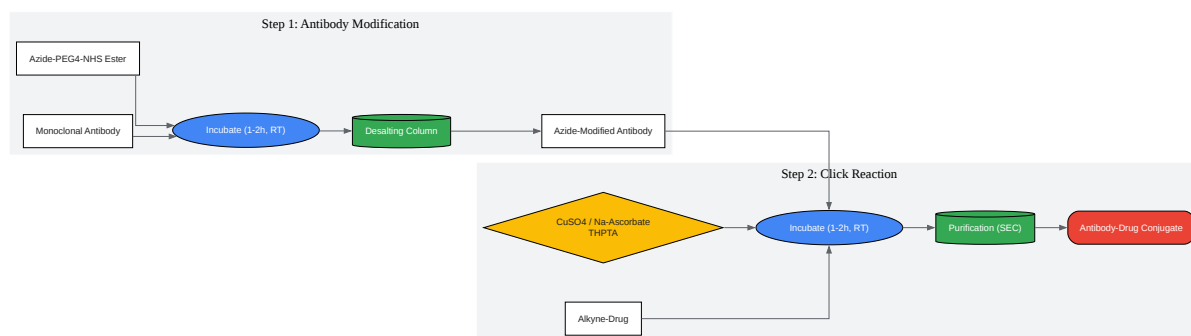 Step 1: Antibody Modification
Azide-PEG4-NHS Ester
Monoclonal Antibody
Incubate (1-2h, RT)
Desalting Column
Azide-Modified Antibody
Step 2: Click Reaction
CuSO4 / Na-Ascorbate
THPTA
Incubate (1-2h, RT)
Purification (SEC)
Antibody-Drug Conjugate
Alkyne-Drug